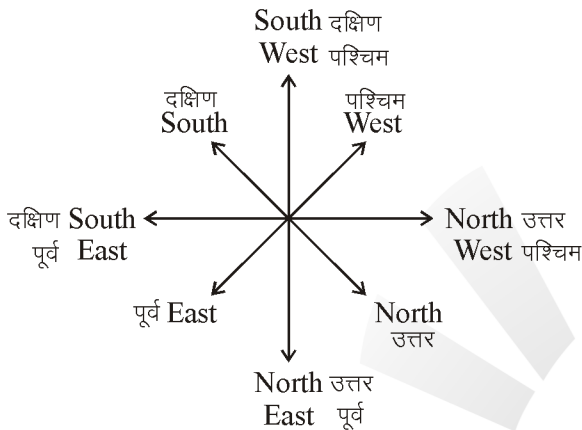 South दक्षिण
West पश्चिम
दक्षिण
South
पश्चिम
West
दक्षिण South
पूर्व East
North उत्तर
West पश्चिम
पूर्व East
North
उत्तर
North उत्तर
East पूर्व